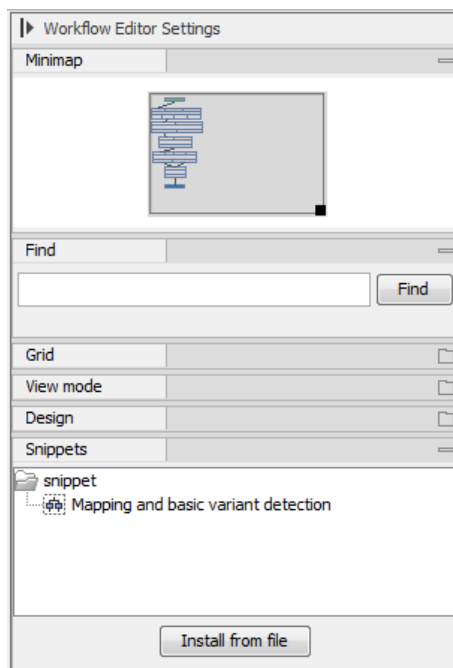 Workflow Editor Settings
Minimap
Find
Find
Grid
View mode
Design
Snippets
snippet
Mapping and basic variant detection
Install from file